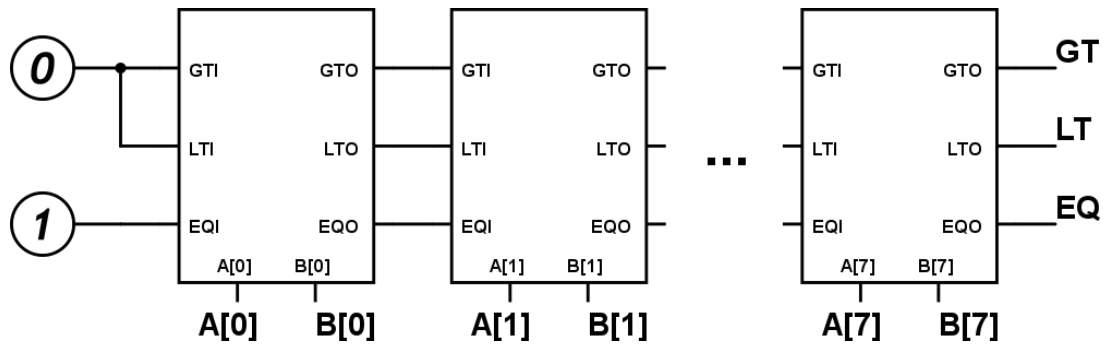 0 GTI GTO GTI GTO GTI GTO GT
LTI LTO LTI LTO ... LTI LTO LT
1 EQI EQO EQI EQO EQI EQO EQ
A[0] B[0] A[1] B[1] A[7] B[7]
A[0] B[0] A[1] B[1] A[7] B[7]